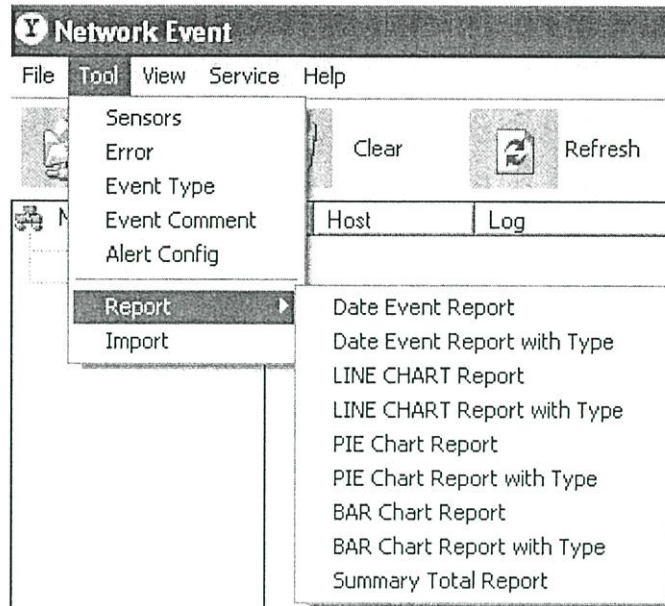 Y Network Event
File Tool View Service Help
Sensors
Error
Event Type
Event Comment
Alert Config
Report
Import
Clear
Refresh
Host
Log
Date Event Report
Date Event Report with Type
LINE CHART Report
LINE CHART Report with Type
PIE Chart Report
PIE Chart Report with Type
BAR Chart Report
BAR Chart Report with Type
Summary Total Report